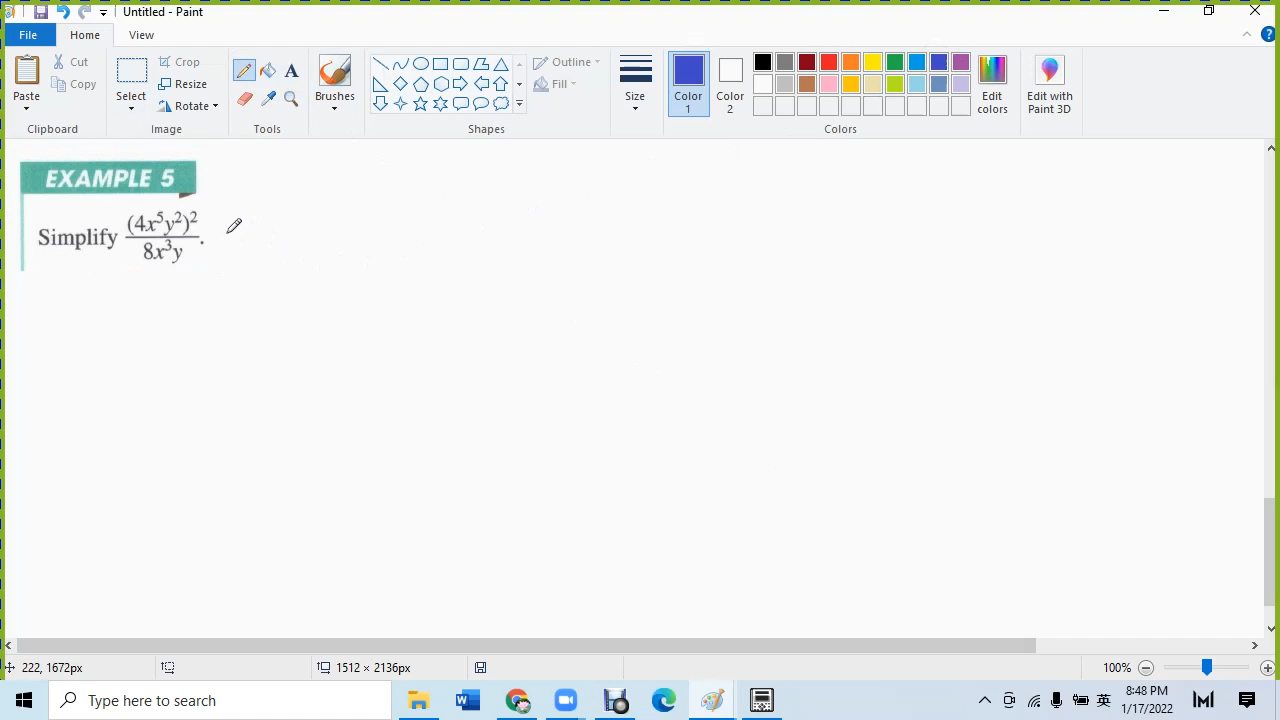 Untitled - Paint
File Home View
Paste Cut Copy Select Crop Resize Rotate A Brushes Outline Fill Size Color 1 Color 2 Edit colors Edit with Paint 3D
Clipboard Image Tools Shapes Colors
EXAMPLE 5
Simplify (4x⁵y²)² / 8x³y.
222, 1672px 1512 × 2136px 100%
Type here to search
英 8:48 PM
1/17/2022